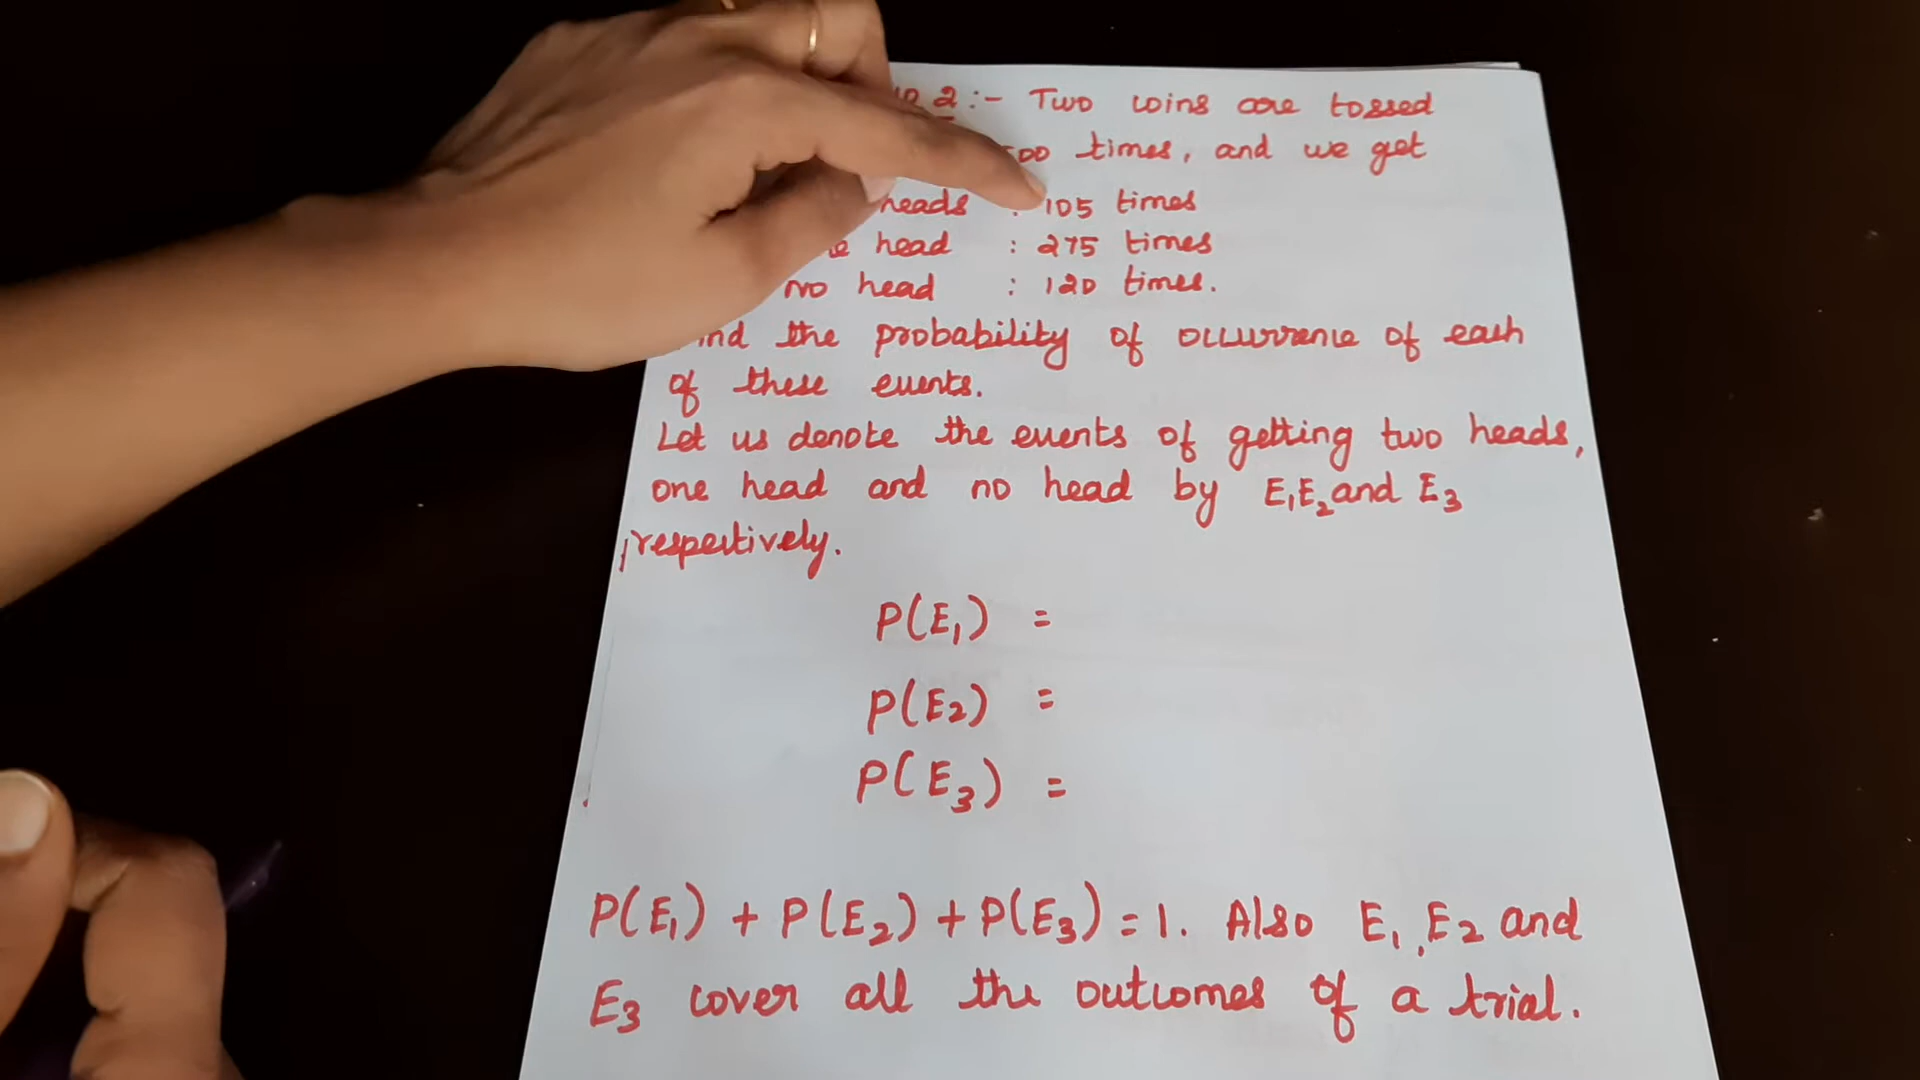 2:- Two coins are tossed
times, and we get
heads : 105 times
head : 275 times
No head : 120 times.
the probability of occurrence of each
of these events.
Let us denote the events of getting two heads,
one head and no head by E₁E₂and E₃
respectively.
P(E₁) =
P(E₂) =
P(E₃) =
P(E₁) + P(E₂) + P(E₃) = 1. Also E₁,E₂ and
E₃ cover all the outcomes of a trial.